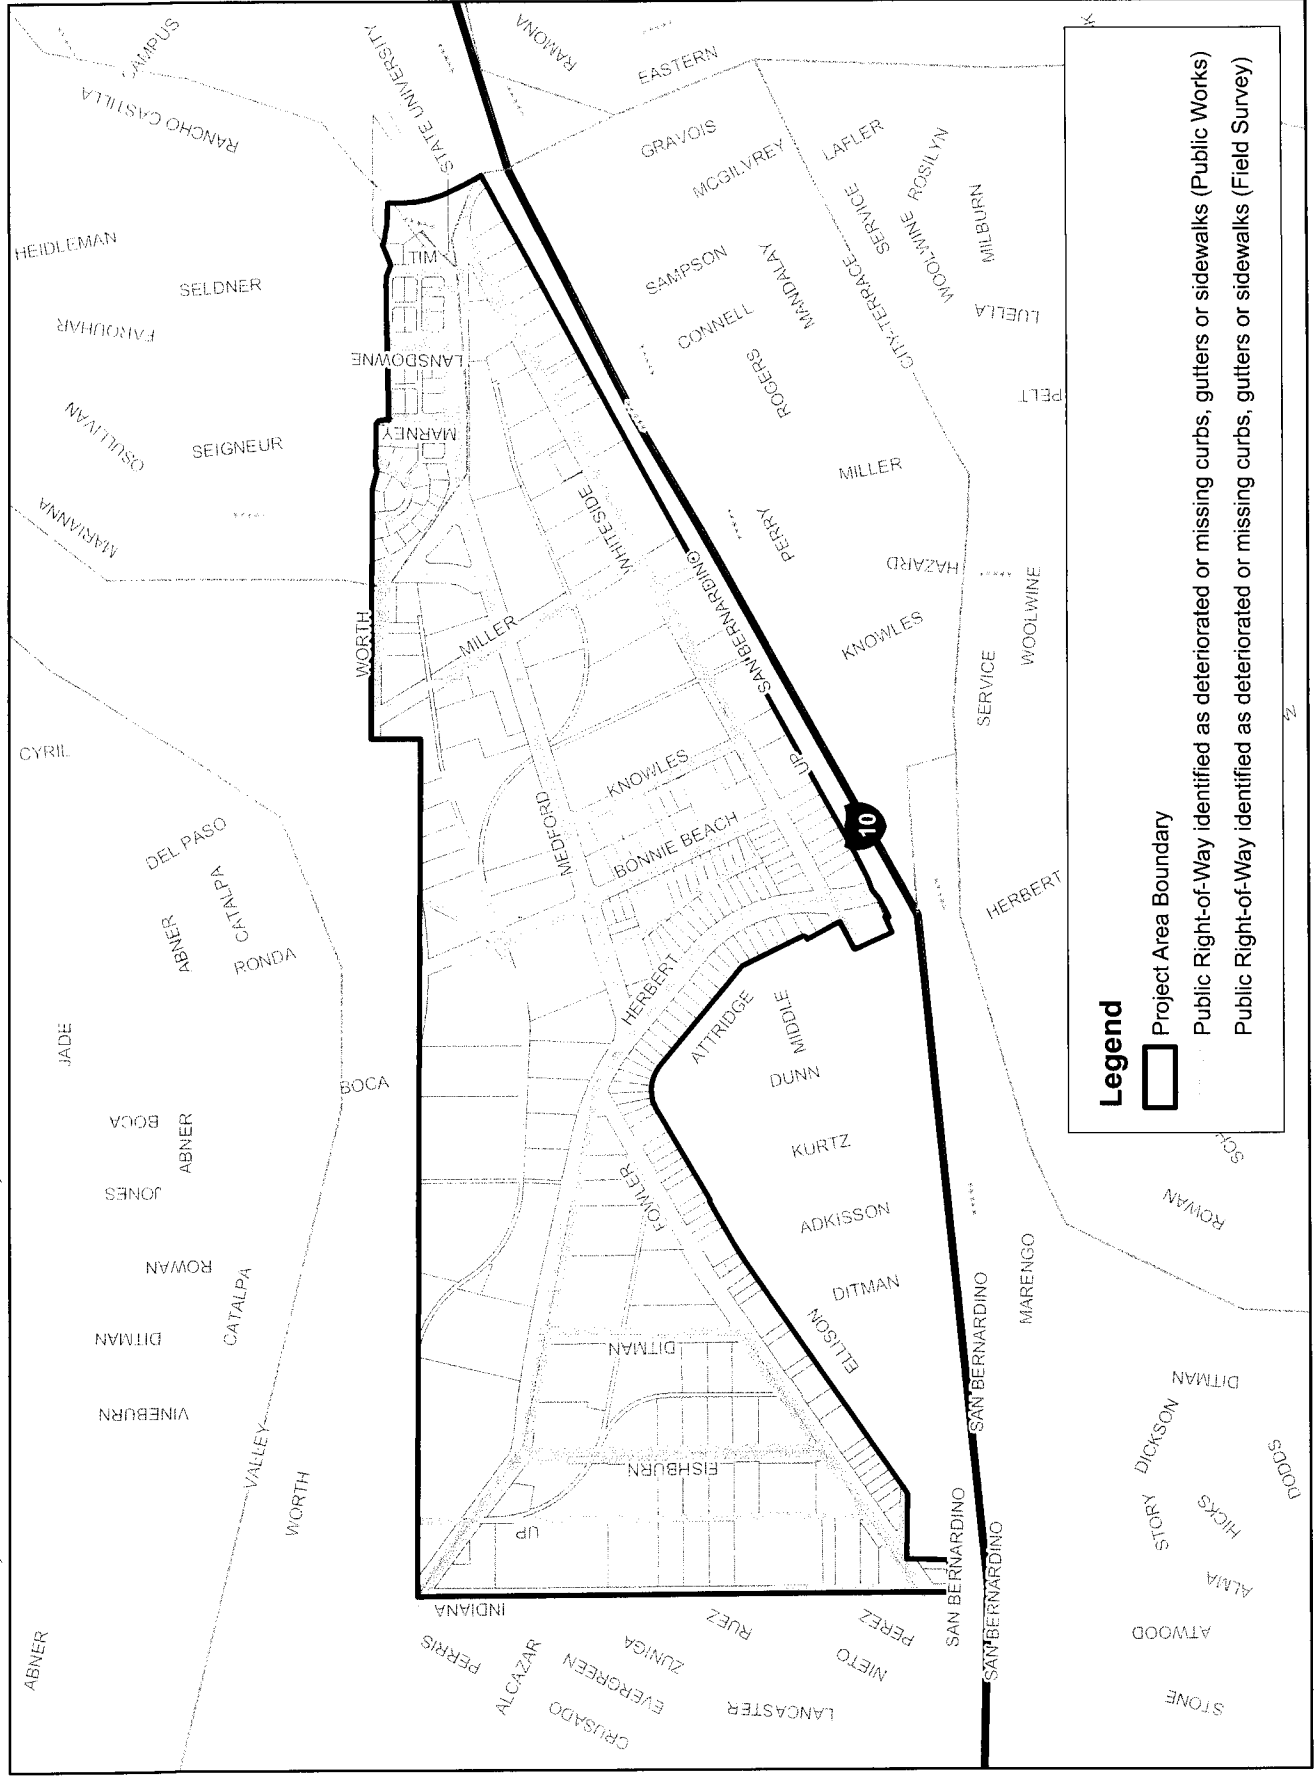 ABNER
VINEBURN
DITMAN
ROWAN
JONES
BOCA
JADE
CYRIL
MARIANNA
OSULLIVAN
FARQUHAR
HEIDLEMAN
RANCHO CASTILLA
CATALPA
ABNER
ABNER
RONDA
CATALPA
DEL PASO
SEIGNEUR
SELDNER
VALLEY
WORTH
BOCA
WORTH
MARNEY
LANSDOWNE
MIL
STATE UNIVERSITY
RAMONA
EASTERN
INDIANA
PERRIS
ALCAZAR
CRUSADO
EVERGREEN
ZUNIGA
RUEZ
LANCASTER
NIETO
PEREZ
UP
FISHBURN
DITMAN
FOWLER
HERBERT
MEDFORD
MILLER
WHITESIDE
BONNIE BEACH
KNOWLES
UP
SAN BERNARDINO
SAN BERNARDINO
GRAVOIS
MCGILVREY
SAMPSON
CONNELL
MANDALAY
ROGERS
PERRY
LAFLER
SERVICE
ROSILYN
WOOLWINE
MILBURN
LUELLA
PELT
CITY TERRACE
MILLER
HAZARD
KNOWLES
SERVICE
WOOLWINE
HERBERT
10
ELLISON
ATTRIDGE
MIDDLE
DUNN
KURTZ
ADKISSON
DITMAN
SAN BERNARDINO
SAN BERNARDINO
SAN BERNARDINO
MARENGO
STONE
ATWOOD
ALMA
HICKS
STORY
DICKSON
DODDS
DITMAN
ROWAN
Legend
Project Area Boundary
Public Right-of-Way identified as deteriorated or missing curbs, gutters or sidewalks (Public Works)
Public Right-of-Way identified as deteriorated or missing curbs, gutters or sidewalks (Field Survey)